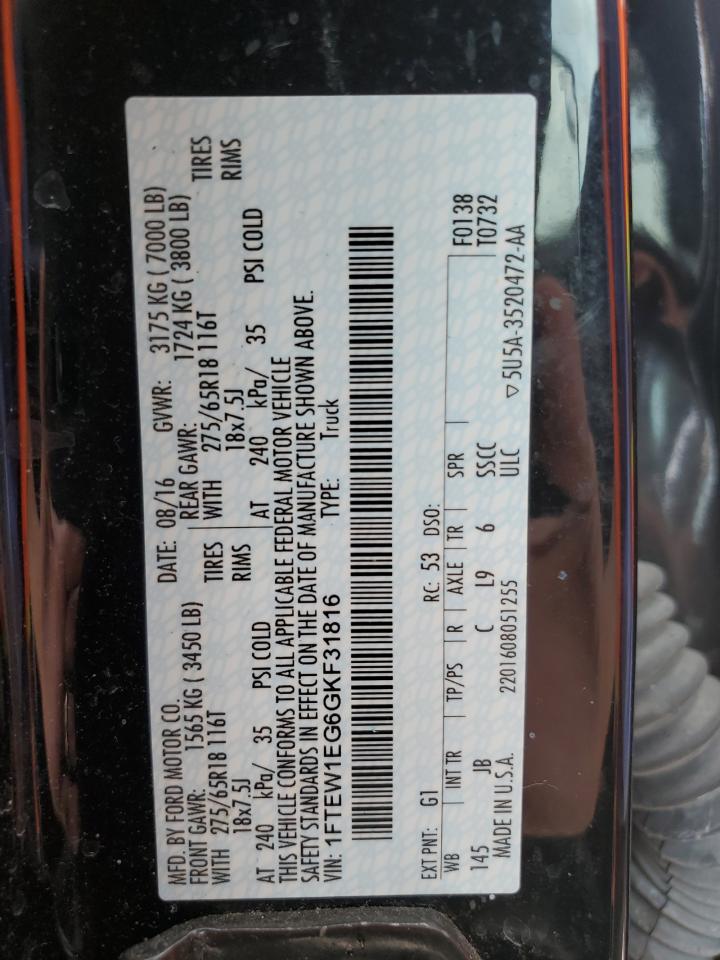 MFD. BY FORD MOTOR CO. DATE: 08/16 GVWR: 3175 KG ( 7000 LB)
FRONT GAWR: 1565 KG ( 3450 LB) REAR GAWR: 1724 KG ( 3800 LB)
WITH 275/65R18 116T TIRES WITH 275/65R18 116T TIRES
18x7.5J RIMS 18x7.5J RIMS
AT 240 kPa/ 35 PSI COLD AT 240 kPa/ 35 PSI COLD
THIS VEHICLE CONFORMS TO ALL APPLICABLE FEDERAL MOTOR VEHICLE
SAFETY STANDARDS IN EFFECT ON THE DATE OF MANUFACTURE SHOWN ABOVE.
VIN: 1FTEW1EG6GKF31816 TYPE: Truck
EXT PNT: G1 RC: 53 DSO: F0138
WB INT TR TP/PS R AXLE TR SPR T0732
145 JB C L9 6 SSCC
MADE IN U.S.A. 2201608051255 ULC ▽5U5A-3520472-AA